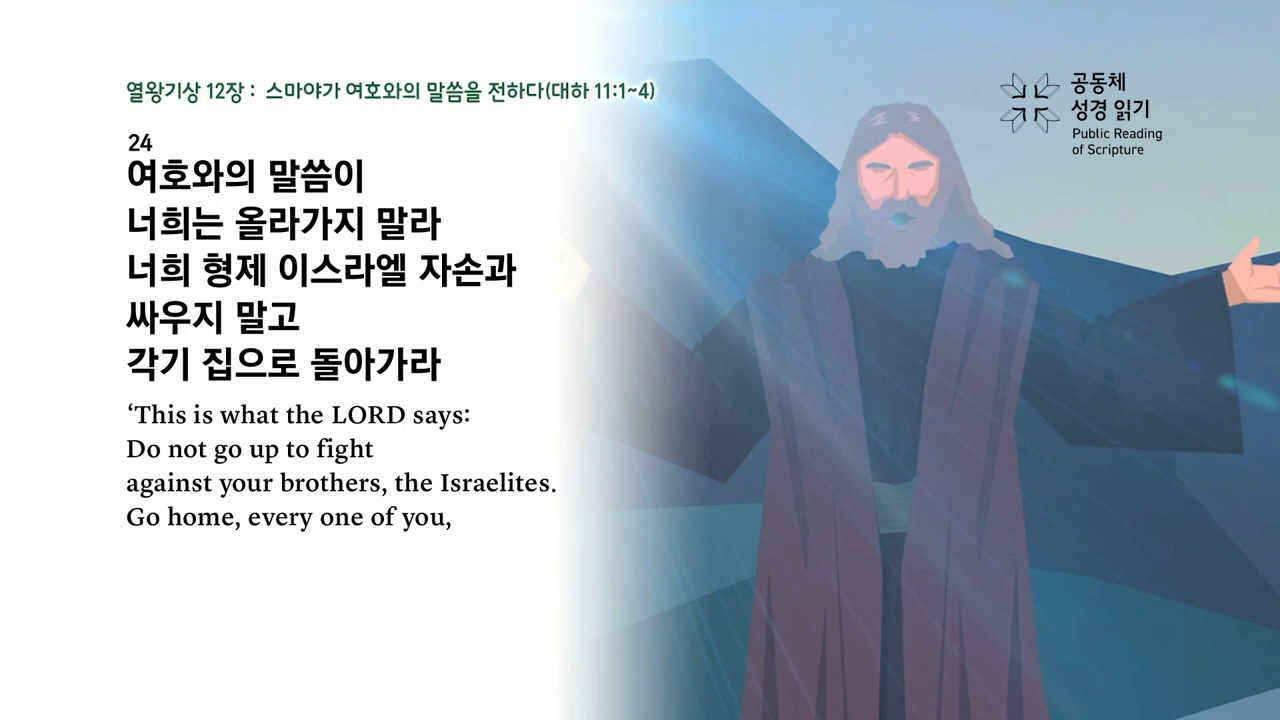 열왕기상 12장 : 스마야가 여호와의 말씀을 전하다(대하 11:1~4)
공동체
성경 읽기
Public Reading
of Scripture
24
여호와의 말씀이
너희는 올라가지 말라
너희 형제 이스라엘 자손과
싸우지 말고
각기 집으로 돌아가라
‘This is what the LORD says:
Do not go up to fight
against your brothers, the Israelites.
Go home, every one of you,